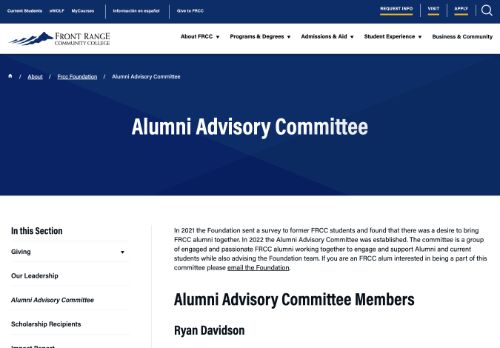 Current Students eWOLF MyCourses Información en español Give to FRCC REQUEST INFO VISIT APPLY
FRONT RANGE
COMMUNITY COLLEGE
About FRCC Programs & Degrees Admissions & Aid Student Experience Business & Community
/ About / Frcc Foundation / Alumni Advisory Committee
Alumni Advisory Committee
In this Section
Giving
Our Leadership
Alumni Advisory Committee
Scholarship Recipients
Impact Report
In 2021 the Foundation sent a survey to former FRCC students and found that there was a desire to bring
FRCC alumni together. In 2022 the Alumni Advisory Committee was established. The committee is a group
of engaged and passionate FRCC alumni working together to engage and support Alumni and current
students while also advising the Foundation team. If you are an FRCC alum interested in being a part of this
committee please email the Foundation.
Alumni Advisory Committee Members
Ryan Davidson